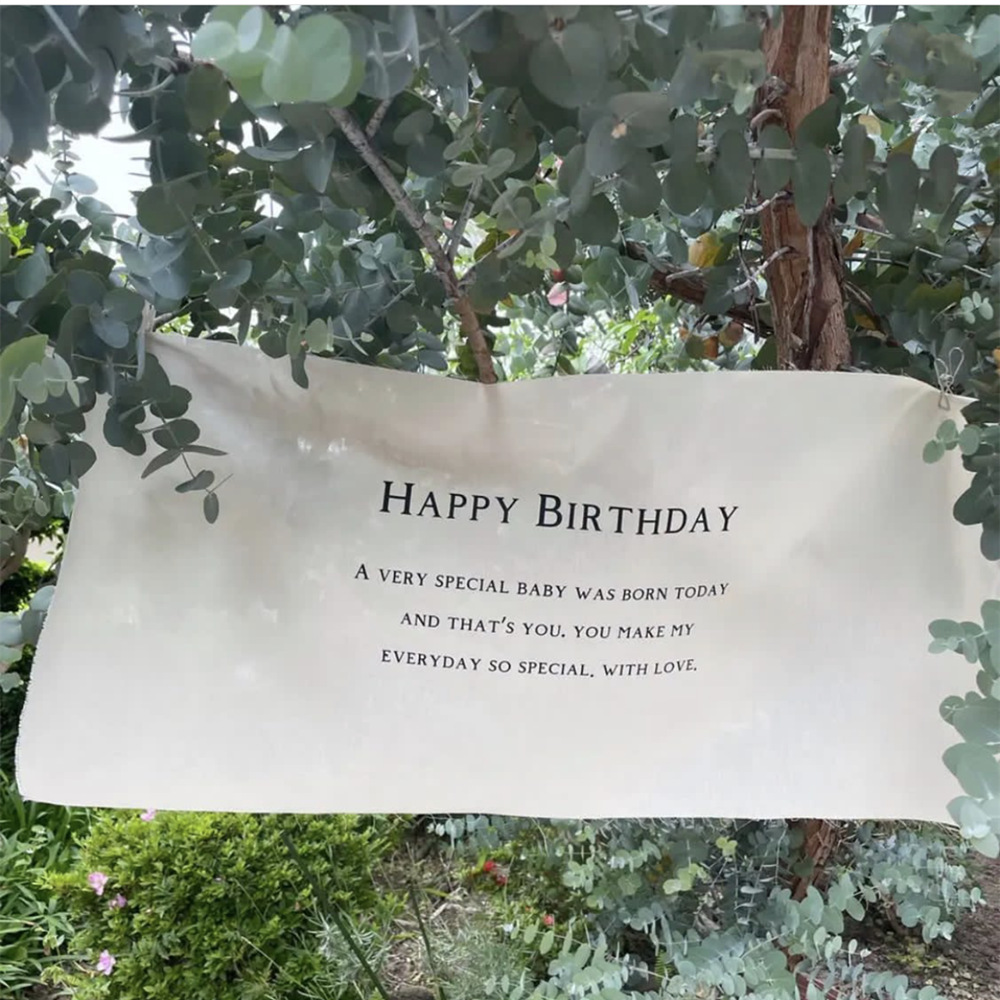 Happy Birthday
A very special baby was born today
and that's you. You make my
everyday so special. With love.